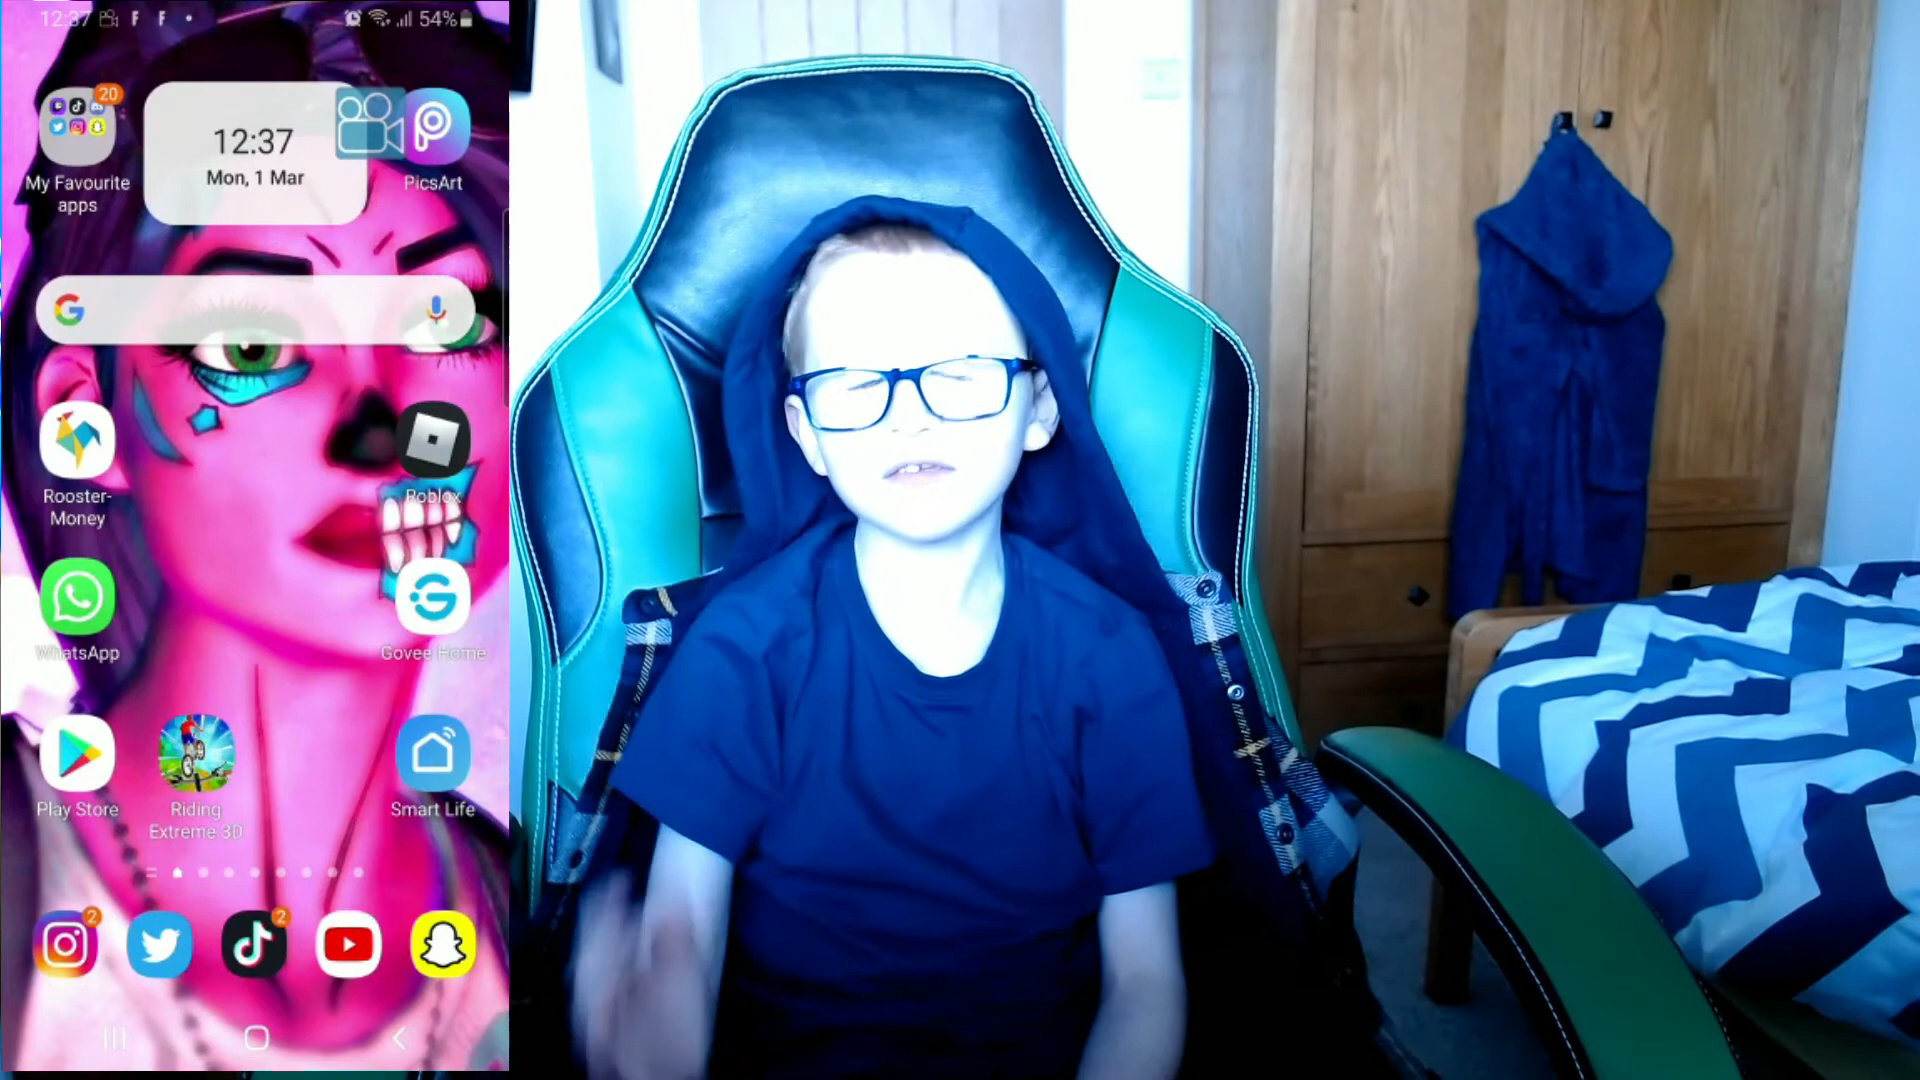 12:37 F F 54%
20
12:37
Mon, 1 Mar
My Favourite
apps
PicsArt
G
Rooster-
Money
Roblox
WhatsApp
Govee Home
Play Store
Riding
Extreme 3D
Smart Life
2
2